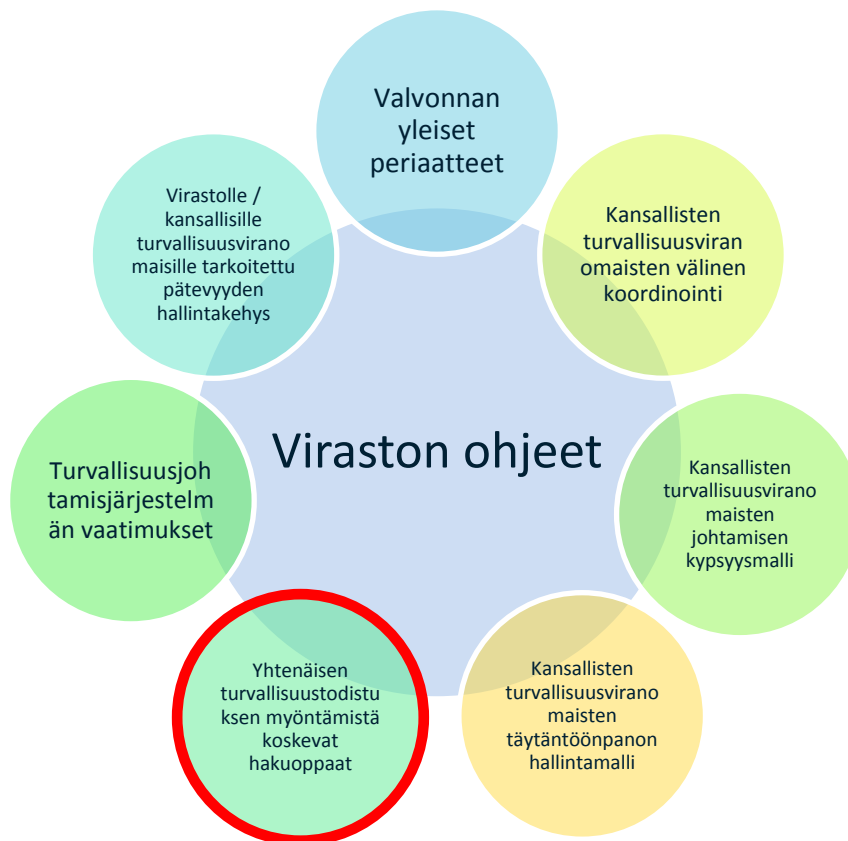 Valvonnan
yleiset
periaatteet
Virastolle /
kansallisille
turvallisuusvirano
maisille tarkoitettu
pätevyyden
hallintakehys
Kansallisten
turvallisuusviran
omaisten välinen
koordinointi
Viraston ohjeet
Turvallisuusjoh
tamisjärjestelm
än vaatimukset
Kansallisten
turvallisuusvirano
maisten
johtamisen
kypsyysmalli
Yhtenäisen
turvallisuustodistu
ksen myöntämistä
koskevat
hakuoppaat
Kansallisten
turvallisuusvirano
maisten
täytäntöönpanon
hallintamalli